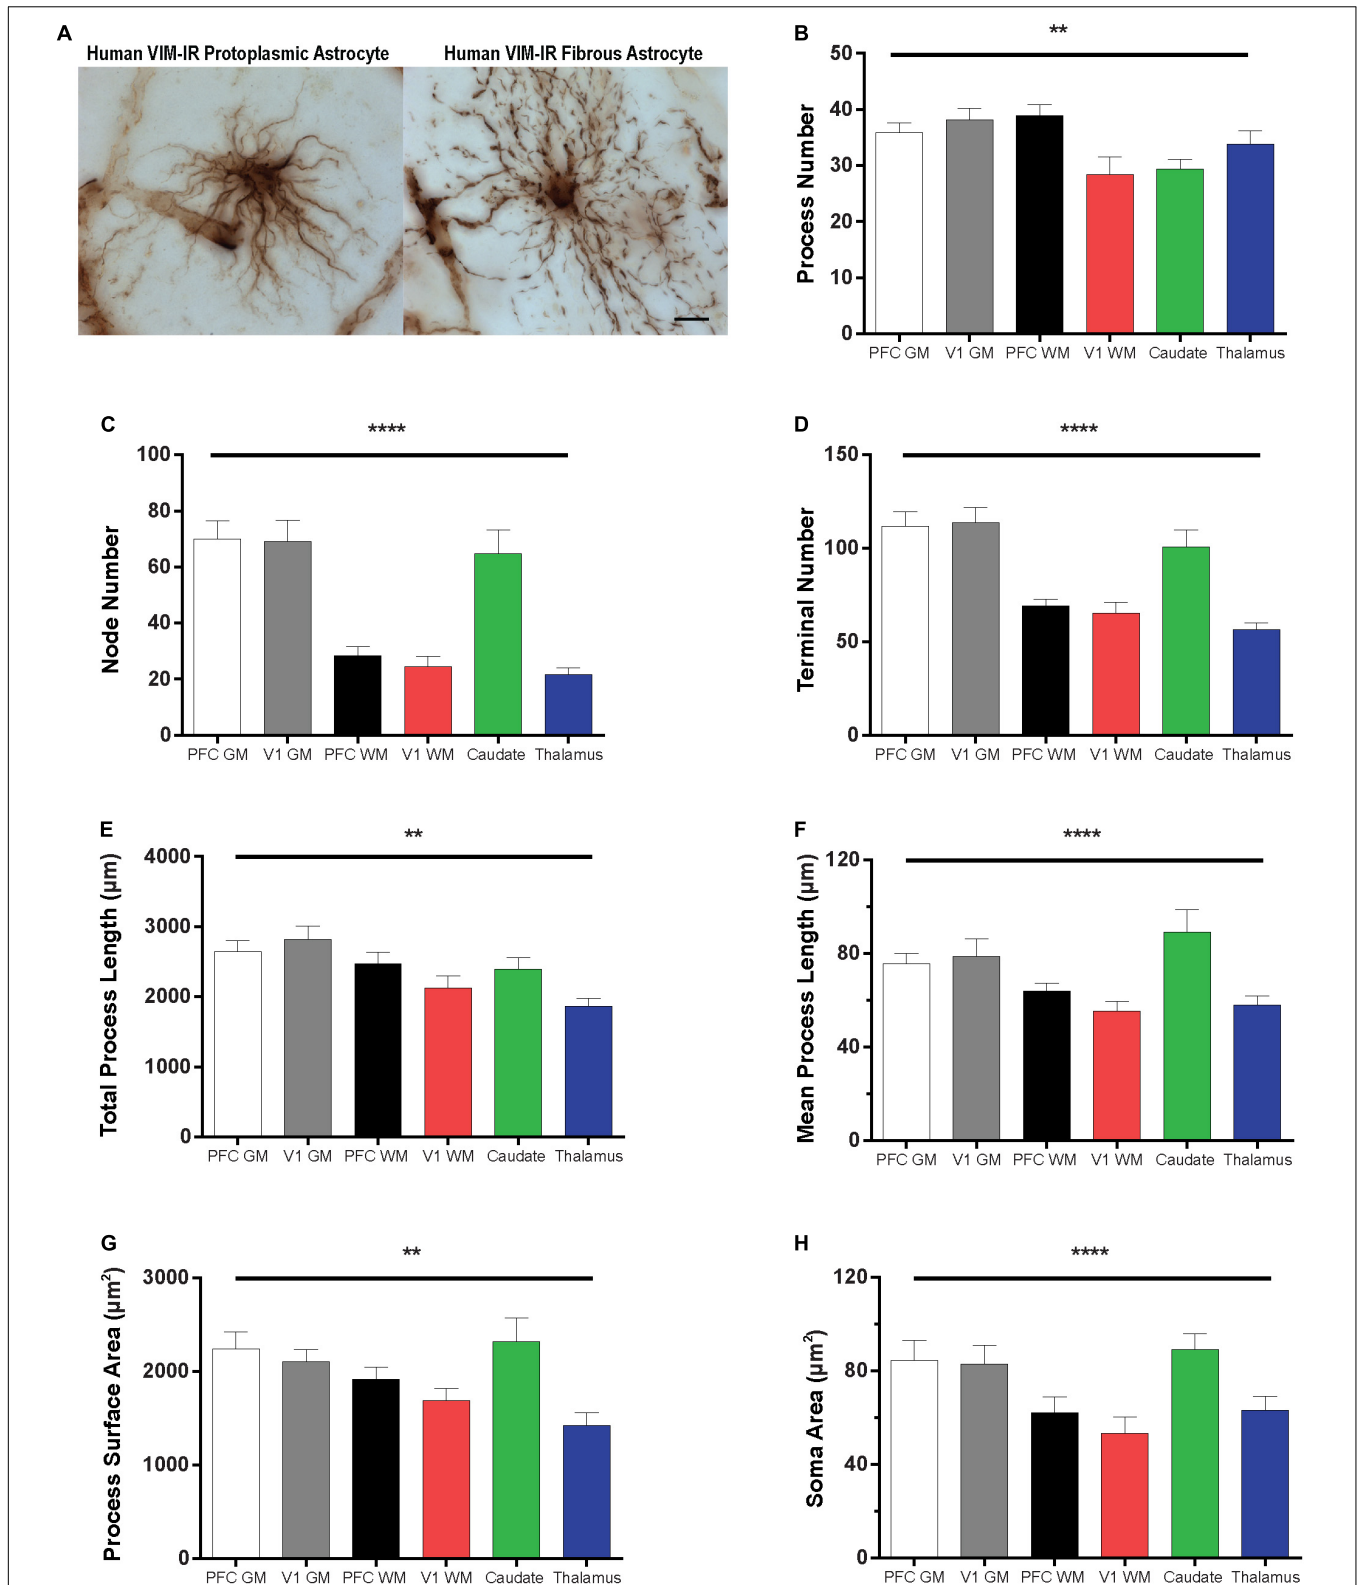 A
Human VIM-IR Protoplasmic Astrocyte
Human VIM-IR Fibrous Astrocyte
B
**
Process Number
50
40
30
20
10
0
PFC GM V1 GM PFC WM V1 WM Caudate Thalamus
C
****
Node Number
100
80
60
40
20
0
PFC GM V1 GM PFC WM V1 WM Caudate Thalamus
D
****
Terminal Number
150
100
50
0
PFC GM V1 GM PFC WM V1 WM Caudate Thalamus
E
**
Total Process Length (µm)
4000
3000
2000
1000
0
PFC GM V1 GM PFC WM V1 WM Caudate Thalamus
F
****
Mean Process Length (µm)
120
80
40
0
PFC GM V1 GM PFC WM V1 WM Caudate Thalamus
G
**
Process Surface Area (µm²)
3000
2000
1000
0
PFC GM V1 GM PFC WM V1 WM Caudate Thalamus
H
****
Soma Area (µm²)
120
80
40
0
PFC GM V1 GM PFC WM V1 WM Caudate Thalamus